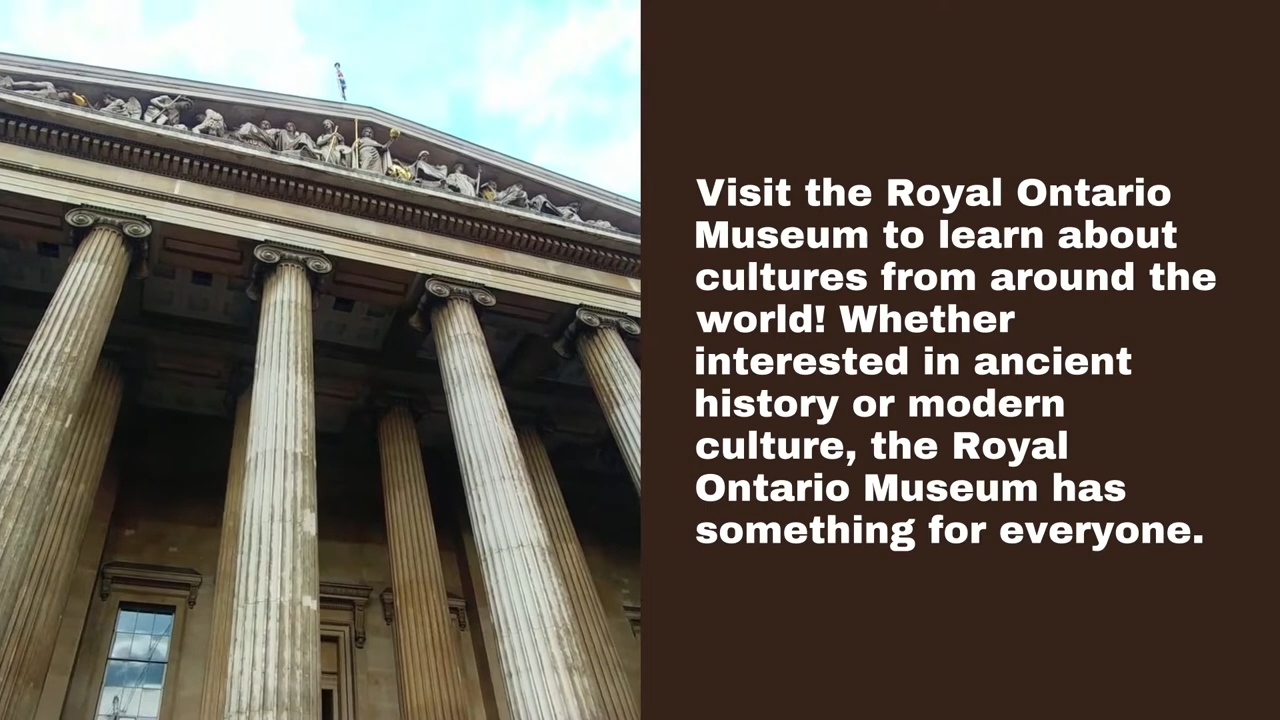 Visit the Royal Ontario
Museum to learn about
cultures from around the
world! Whether
interested in ancient
history or modern
culture, the Royal
Ontario Museum has
something for everyone.